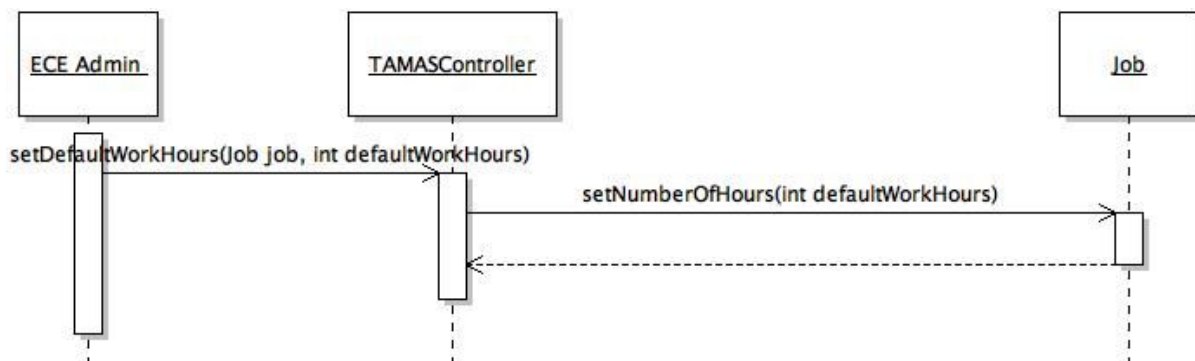 ECE Admin
TAMASController
Job
setDefaultWorkHours(Job job, int defaultWorkHours)
setNumberOfHours(int defaultWorkHours)